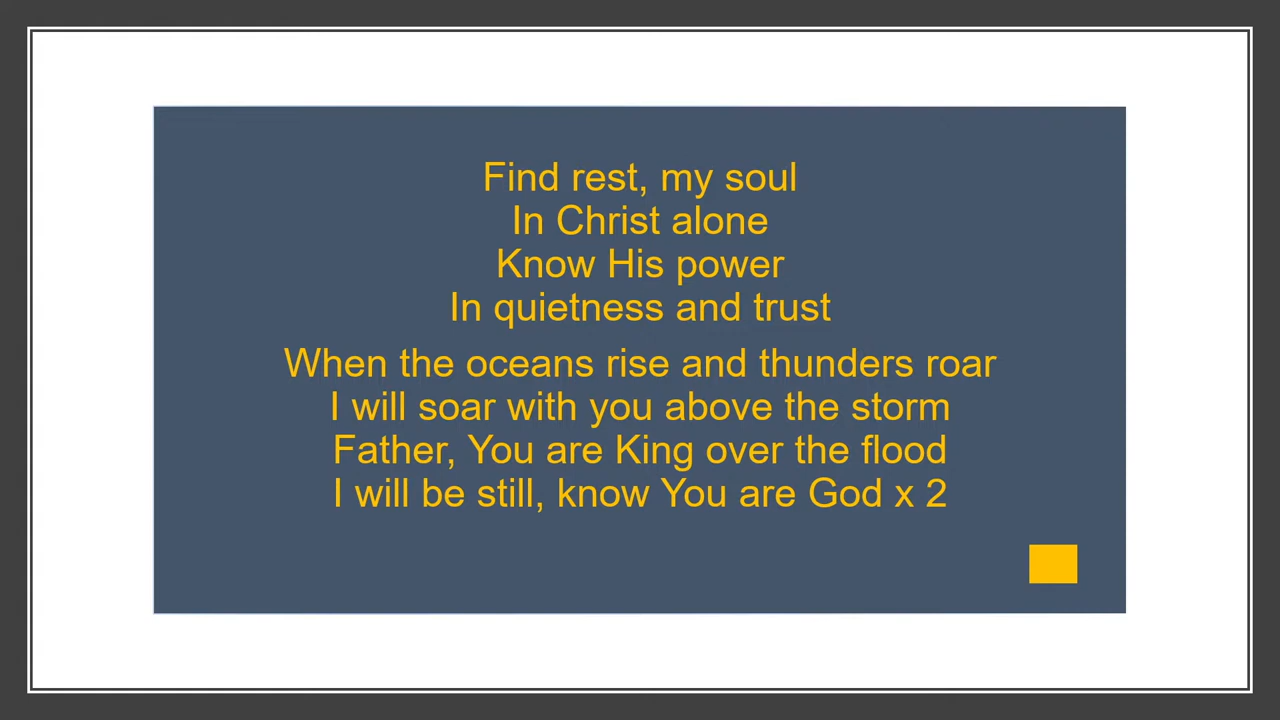 Find rest, my soul
In Christ alone
Know His power
In quietness and trust
When the oceans rise and thunders roar
I will soar with you above the storm
Father, You are King over the flood
I will be still, know You are God x 2